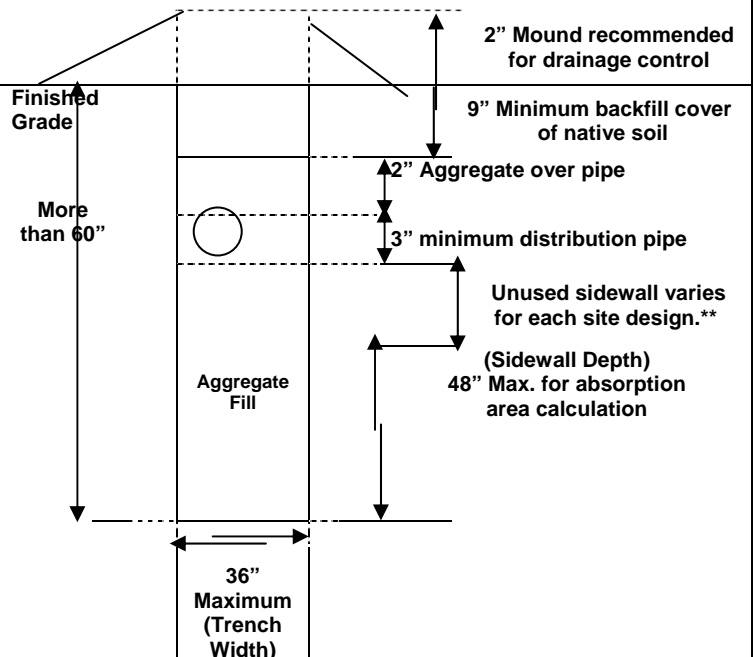 2” Mound recommended
for drainage control
Finished
Grade
9” Minimum backfill cover
of native soil
2” Aggregate over pipe
More
than 60”
3” minimum distribution pipe
Unused sidewall varies
for each site design.**
(Sidewall Depth)
48” Max. for absorption
area calculation
Aggregate
Fill
36”
Maximum
(Trench
Width)